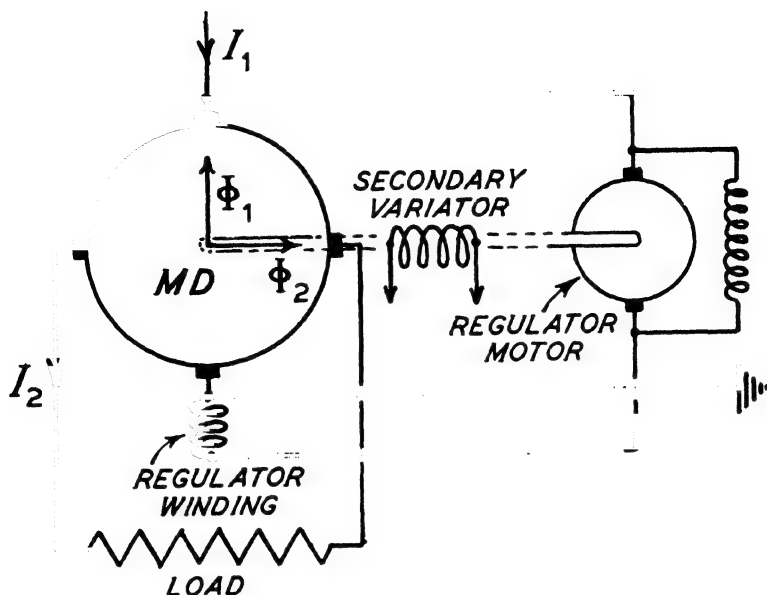 I₁
Φ₁
SECONDARY
VARIATOR
Φ₂
MD
REGULATOR
MOTOR
I₂
REGULATOR
WINDING
LOAD